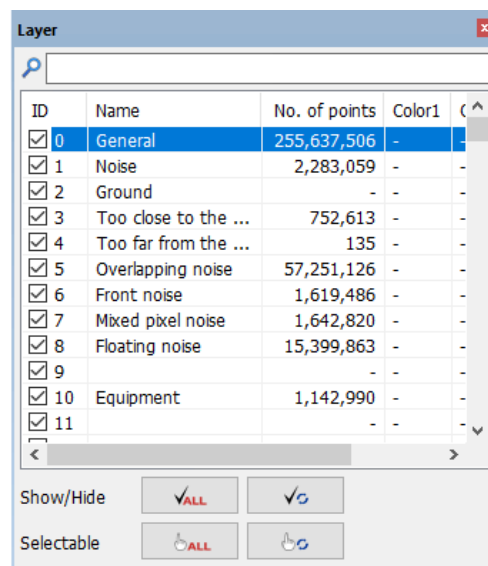 Layer
ID Name No. of points Color1
0 General 255,637,506 - -
1 Noise 2,283,059 - -
2 Ground - - -
3 Too close to the ... 752,613 - -
4 Too far from the ... 135 - -
5 Overlapping noise 57,251,126 - -
6 Front noise 1,619,486 - -
7 Mixed pixel noise 1,642,820 - -
8 Floating noise 15,399,863 - -
9 - - -
10 Equipment 1,142,990 - -
11 - - -
Show/Hide ALL
Selectable ALL